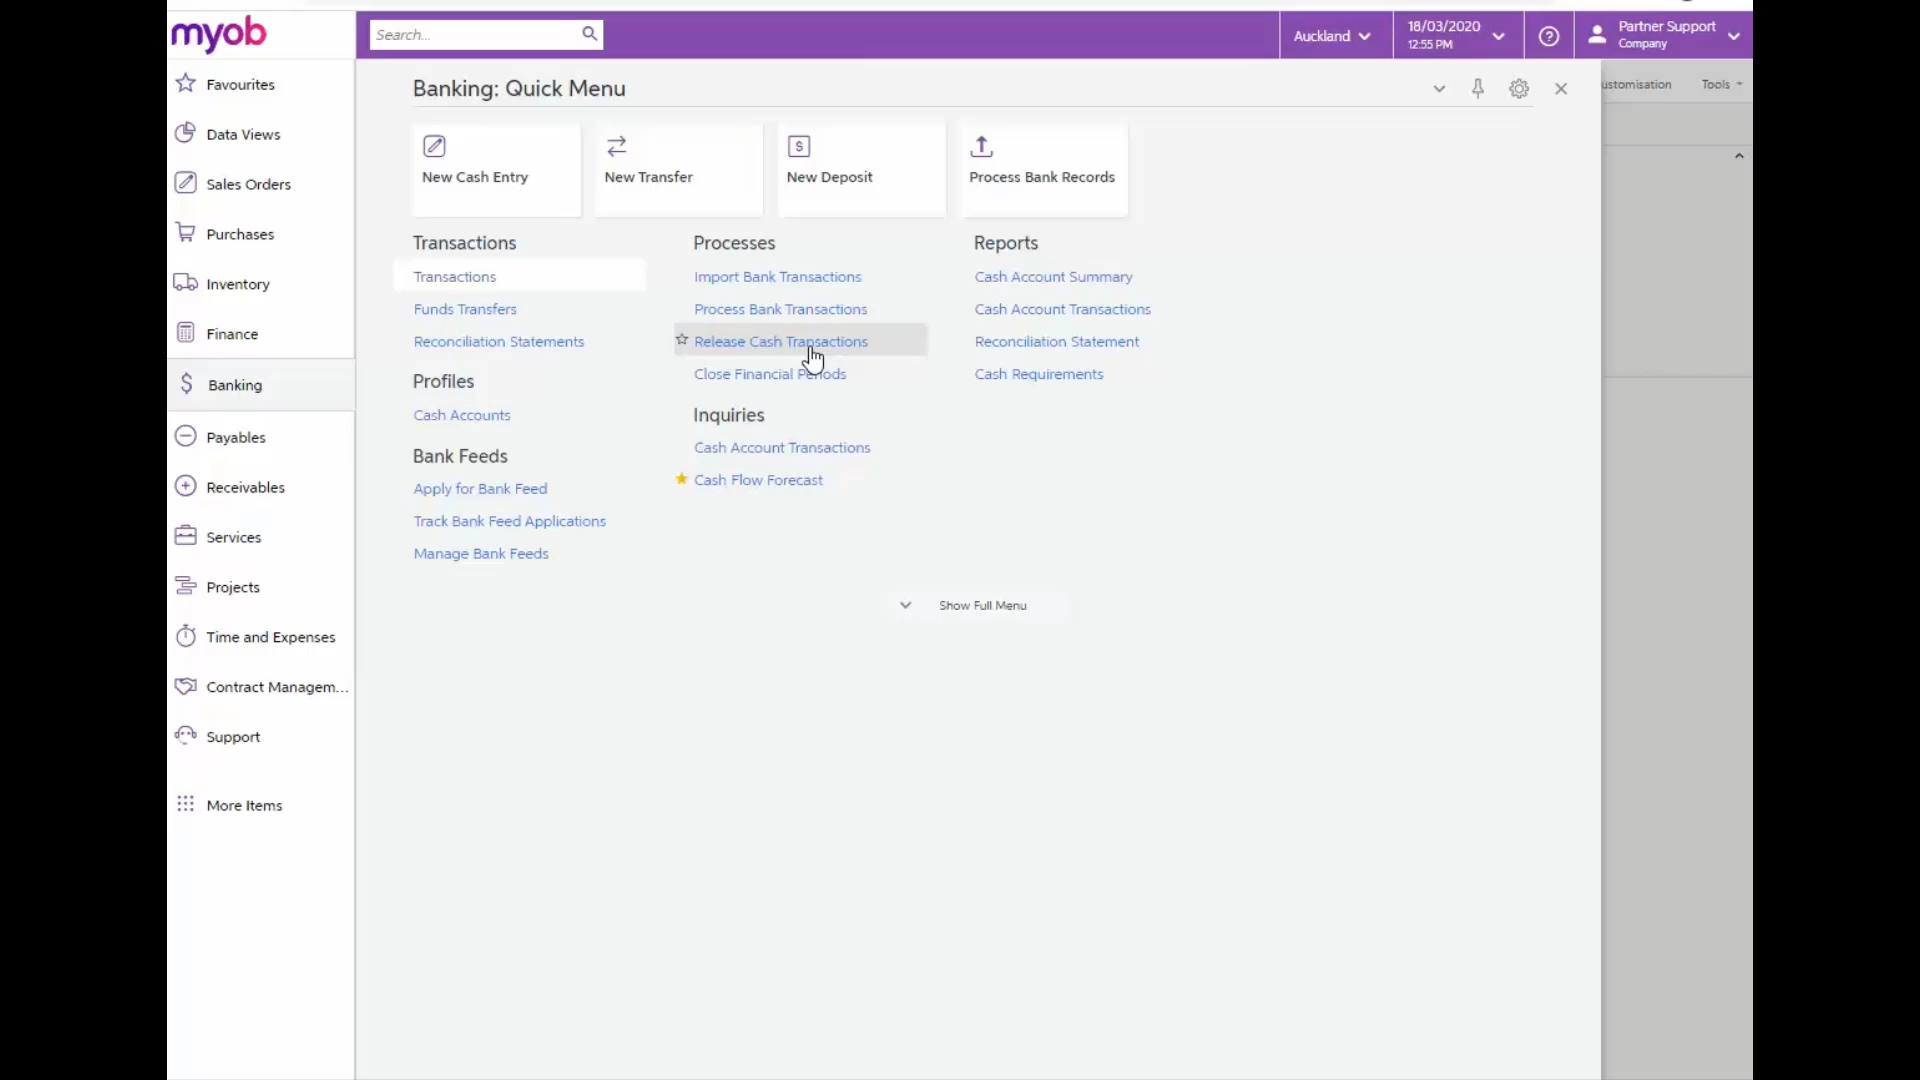 myob
Search...
Auckland
18/03/2020
12:55 PM
Partner Support
Company
Favourites
Data Views
Sales Orders
Purchases
Inventory
Finance
Banking
Payables
Receivables
Services
Projects
Time and Expenses
Contract Managem...
Support
More Items
Banking: Quick Menu
ustomisation
Tools
New Cash Entry
New Transfer
New Deposit
Process Bank Records
Transactions
Transactions
Funds Transfers
Reconciliation Statements
Profiles
Cash Accounts
Bank Feeds
Apply for Bank Feed
Track Bank Feed Applications
Manage Bank Feeds
Processes
Import Bank Transactions
Process Bank Transactions
Release Cash Transactions
Close Financial Periods
Inquiries
Cash Account Transactions
Cash Flow Forecast
Reports
Cash Account Summary
Cash Account Transactions
Reconciliation Statement
Cash Requirements
Show Full Menu